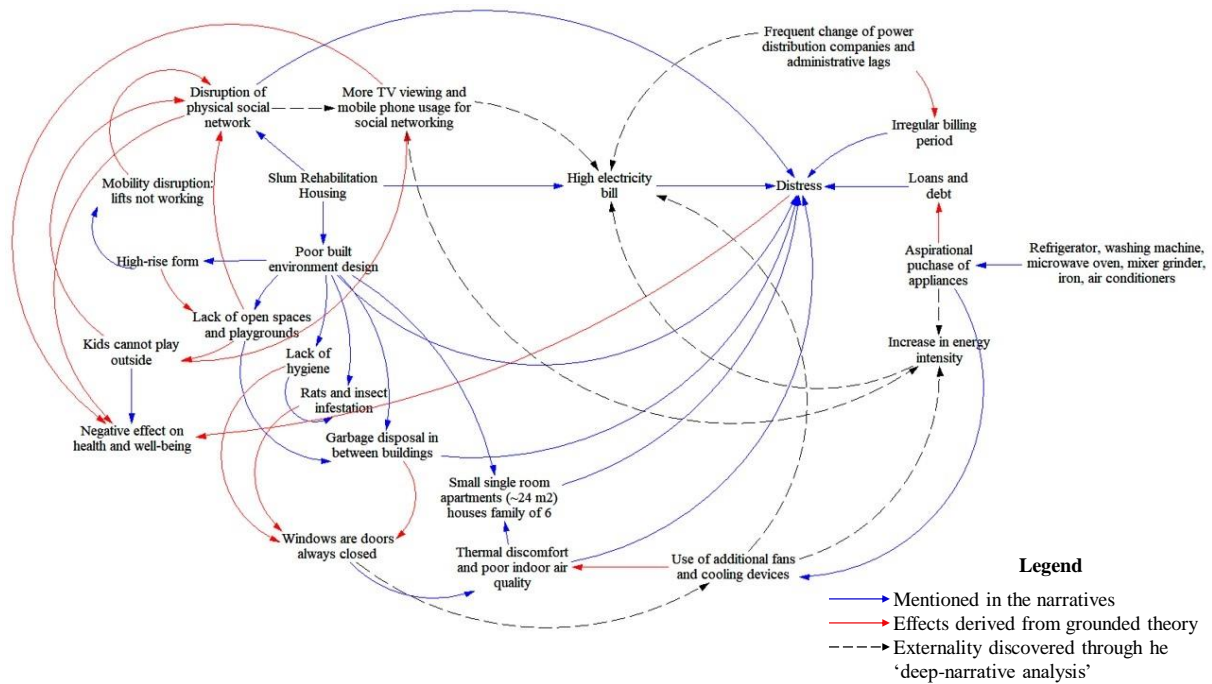 Frequent change of power
distribution companies and
administrative lags
Disruption of
physical social
network
More TV viewing and
mobile phone usage for
social networking
Irregular billing
period
Mobility disruption:
lifts not working
Slum Rehabilitation
Housing
High electricity
bill
Distress
Loans and
debt
High-rise form
Poor built
environment design
Aspirational
puchase of
appliances
Refrigerator, washing machine,
microwave oven, mixer grinder,
iron, air conditioners
Lack of open spaces
and playgrounds
Kids cannot play
outside
Lack of
hygiene
Increase in energy
intensity
Rats and insect
infestation
Negative effect on
health and well-being
Garbage disposal in
between buildings
Small single room
apartments (~24 m2)
houses family of 6
Windows are doors
always closed
Thermal discomfort
and poor indoor air
quality
Use of additional fans
and cooling devices
Legend
Mentioned in the narratives
Effects derived from grounded theory
Externality discovered through he
‘deep-narrative analysis’